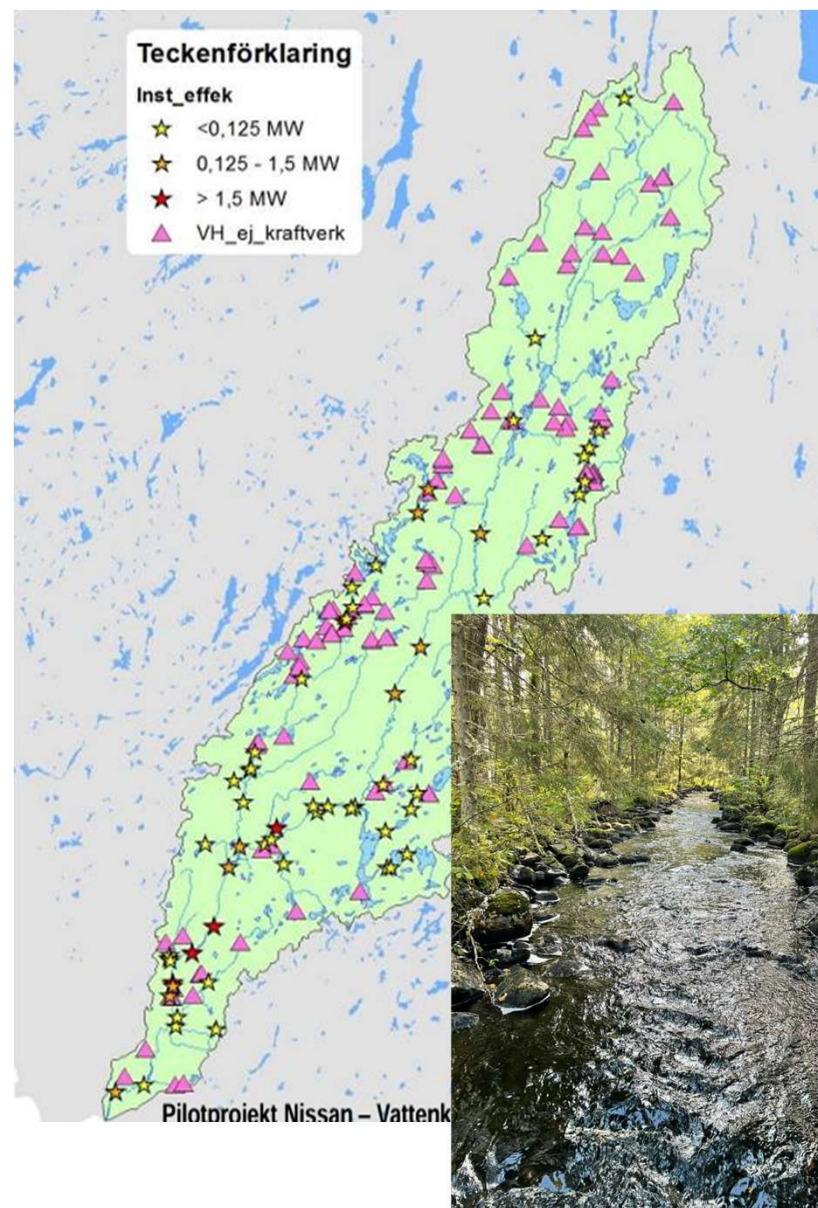 Teckenförklaring
Inst_effek
<0,125 MW
0,125 - 1,5 MW
> 1,5 MW
VH_ej_kraftverk
Pilotprojekt Nissan – Vattenk